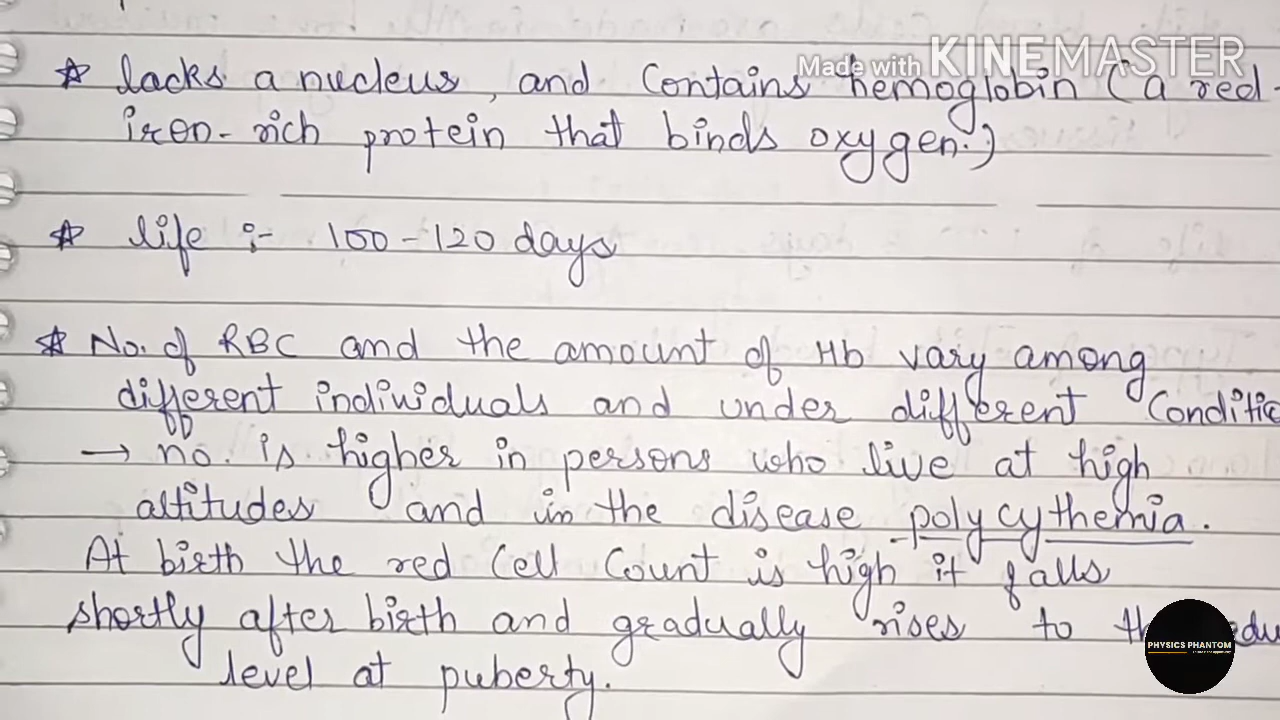 Made with KINEMASTER
☆ lacks a nucleus, and Contains hemoglobin (a red-
iron-rich protein that binds oxygen.)
☆ life :- 100-120 days
☆ No. of RBC and the amount of Hb vary among
different individuals and under different Conditio
→ no. is higher in persons who live at high
altitudes and in the disease polycythemia.
At birth the red Cell Count is high it falls
shortly after birth and gradually rises to
level at puberty.
PHYSICS PHANTOM